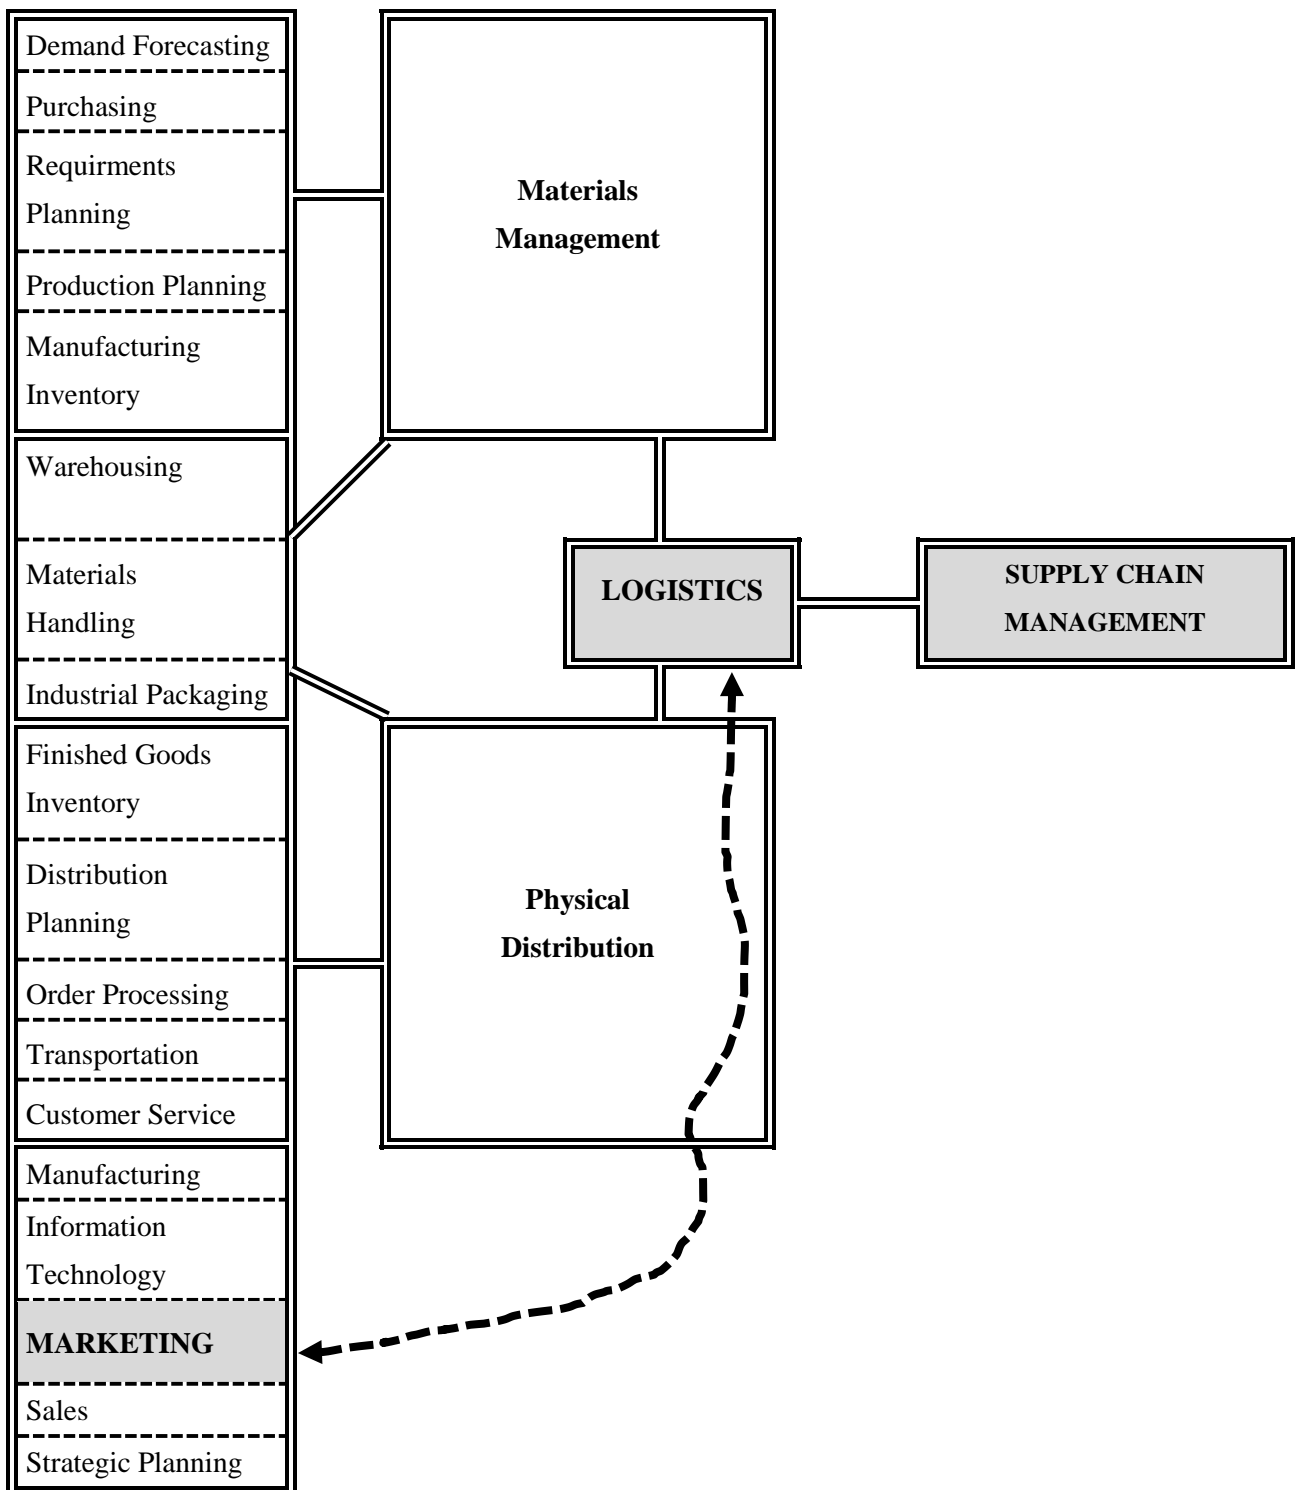 Demand Forecasting
Purchasing
Requirments
Planning
Production Planning
Manufacturing
Inventory
Warehousing
Materials
Handling
Industrial Packaging
Finished Goods
Inventory
Distribution
Planning
Order Processing
Transportation
Customer Service
Manufacturing
Information
Technology
MARKETING
Sales
Strategic Planning
Materials
Management
LOGISTICS
SUPPLY CHAIN
MANAGEMENT
Physical
Distribution